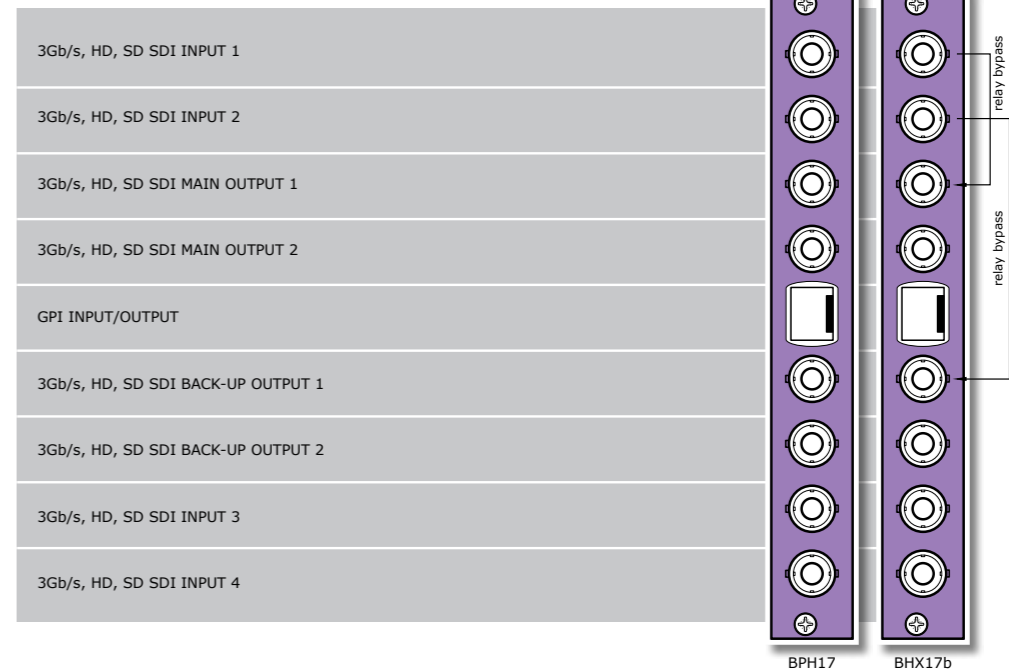 3Gb/s, HD, SD SDI INPUT 1
relay bypass
3Gb/s, HD, SD SDI INPUT 2
3Gb/s, HD, SD SDI MAIN OUTPUT 1
3Gb/s, HD, SD SDI MAIN OUTPUT 2
relay bypass
GPI INPUT/OUTPUT
3Gb/s, HD, SD SDI BACK-UP OUTPUT 1
3Gb/s, HD, SD SDI BACK-UP OUTPUT 2
3Gb/s, HD, SD SDI INPUT 3
3Gb/s, HD, SD SDI INPUT 4
BPH17
BHX17b